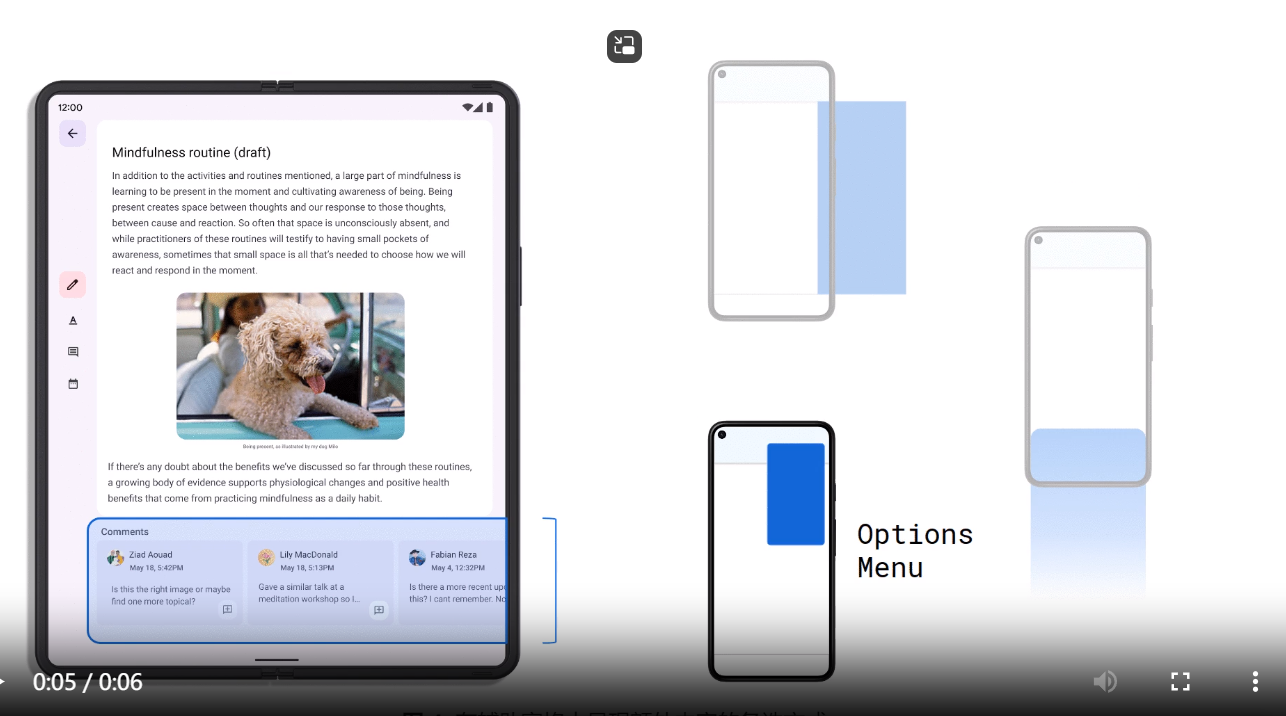 12:00
Mindfulness routine (draft)
In addition to the activities and routines mentioned, a large part of mindfulness is
learning to be present in the moment and cultivating awareness of being. Being
present creates space between thoughts and our response to those thoughts,
between cause and reaction. So often that space is unconsciously absent, and
while practitioners of these routines will testify to having small pockets of
awareness, sometimes that small space is all that's needed to choose how we will
react and respond in the moment.
Being present, as illustrated by my dog Milo
If there's any doubt about the benefits we've discussed so far through these routines,
a growing body of evidence supports physiological changes and positive health
benefits that come from practicing mindfulness as a daily habit.
Comments
Ziad Aouad
May 18, 5:42PM
Is this the right image or maybe
find one more topical?
Lily MacDonald
May 18, 5:13PM
Gave a similar talk at a
meditation workshop so I...
Fabian Reza
May 4, 12:32PM
Is there a more recent
this? I cant remember.
Options
Menu
0:05 / 0:06